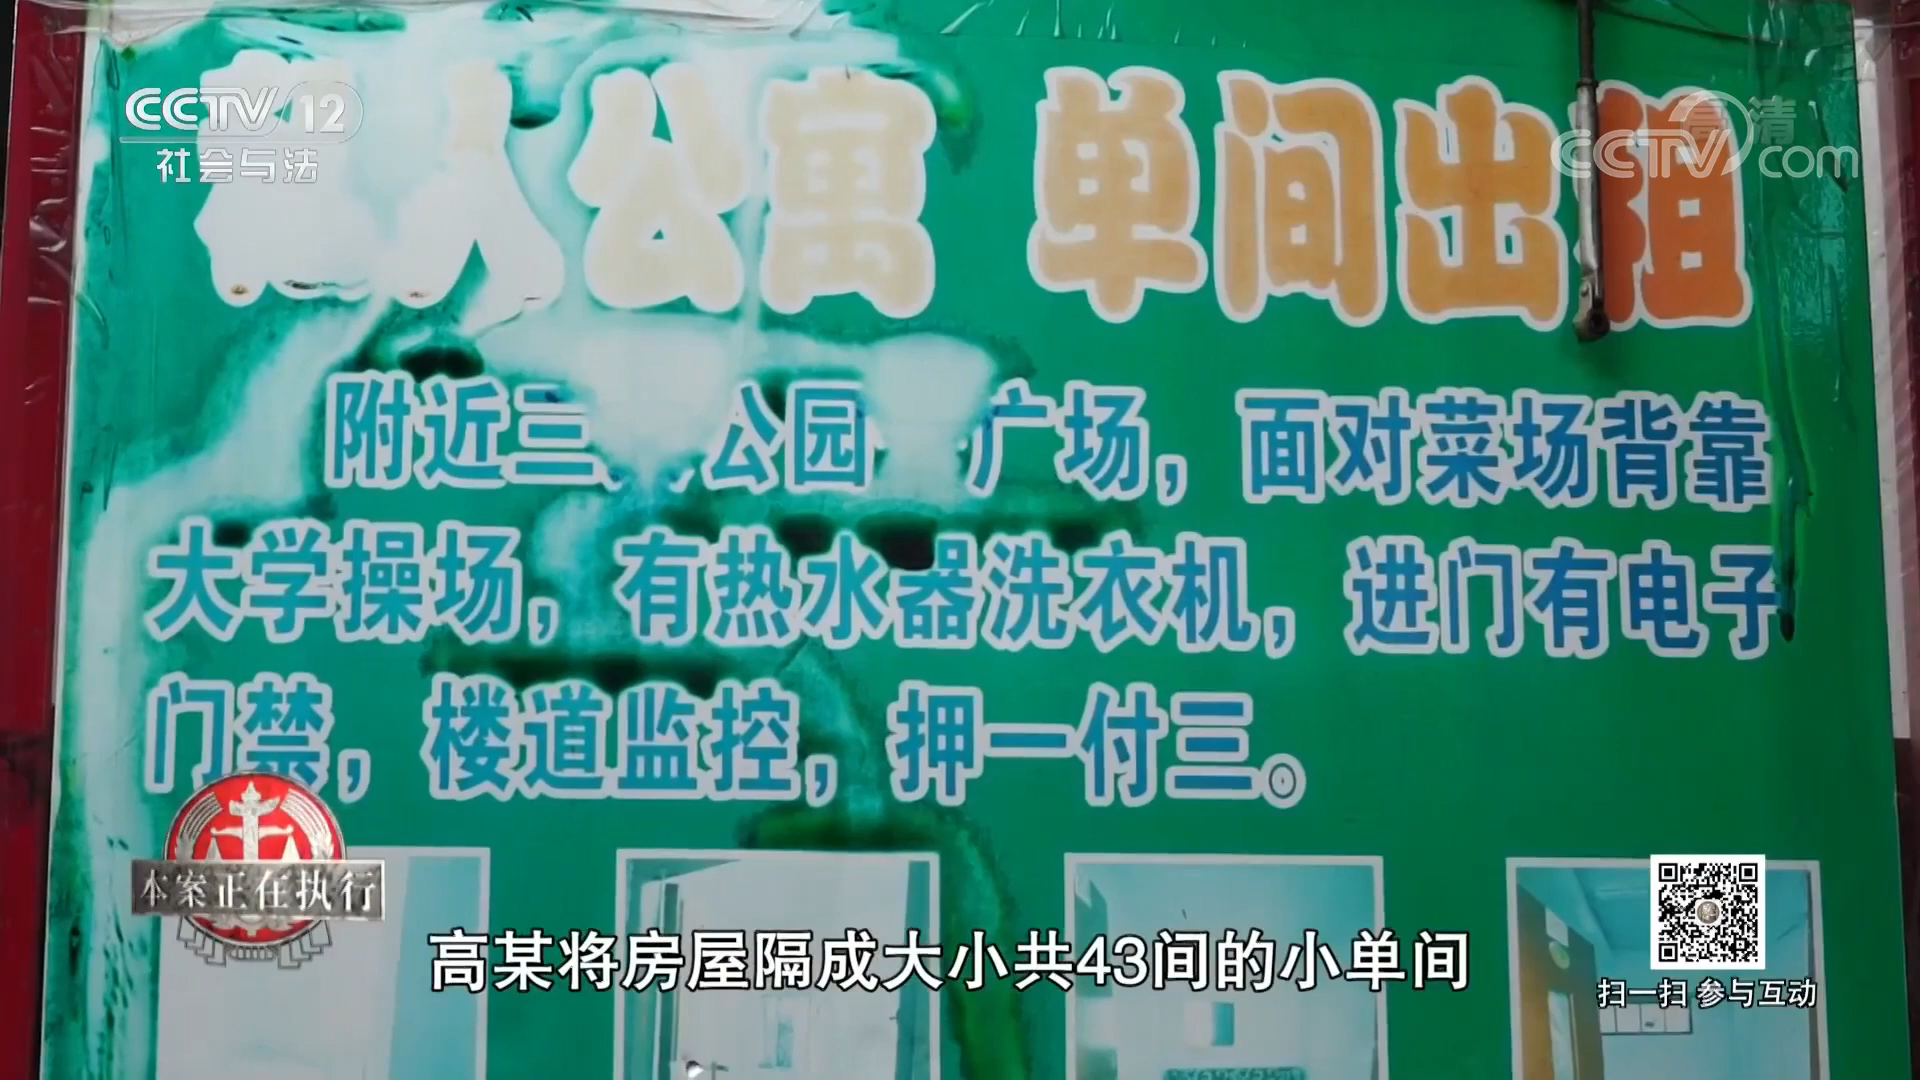 CCTV 12
社会与法
高清
CCTV com
人公寓 单间出租
附近三 公园 广场，面对菜场背靠
大学操场，有热水器洗衣机，进门有电子
门禁，楼道监控，押一付三。
本案正在执行
高某将房屋隔成大小共43间的小单间
扫一扫 参与互动